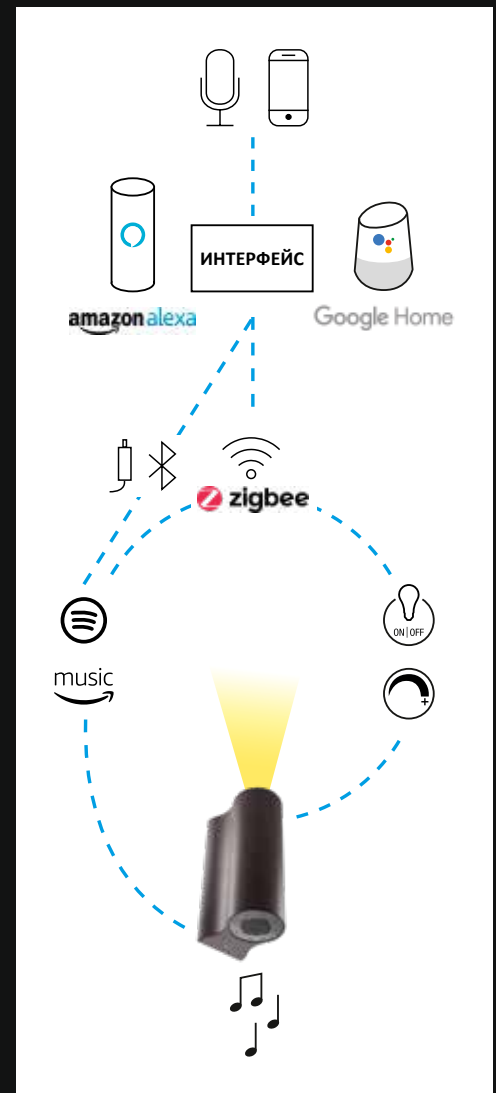 ИНТЕРФЕЙС
amazon alexa
Google Home
zigbee
ON|OFF
music